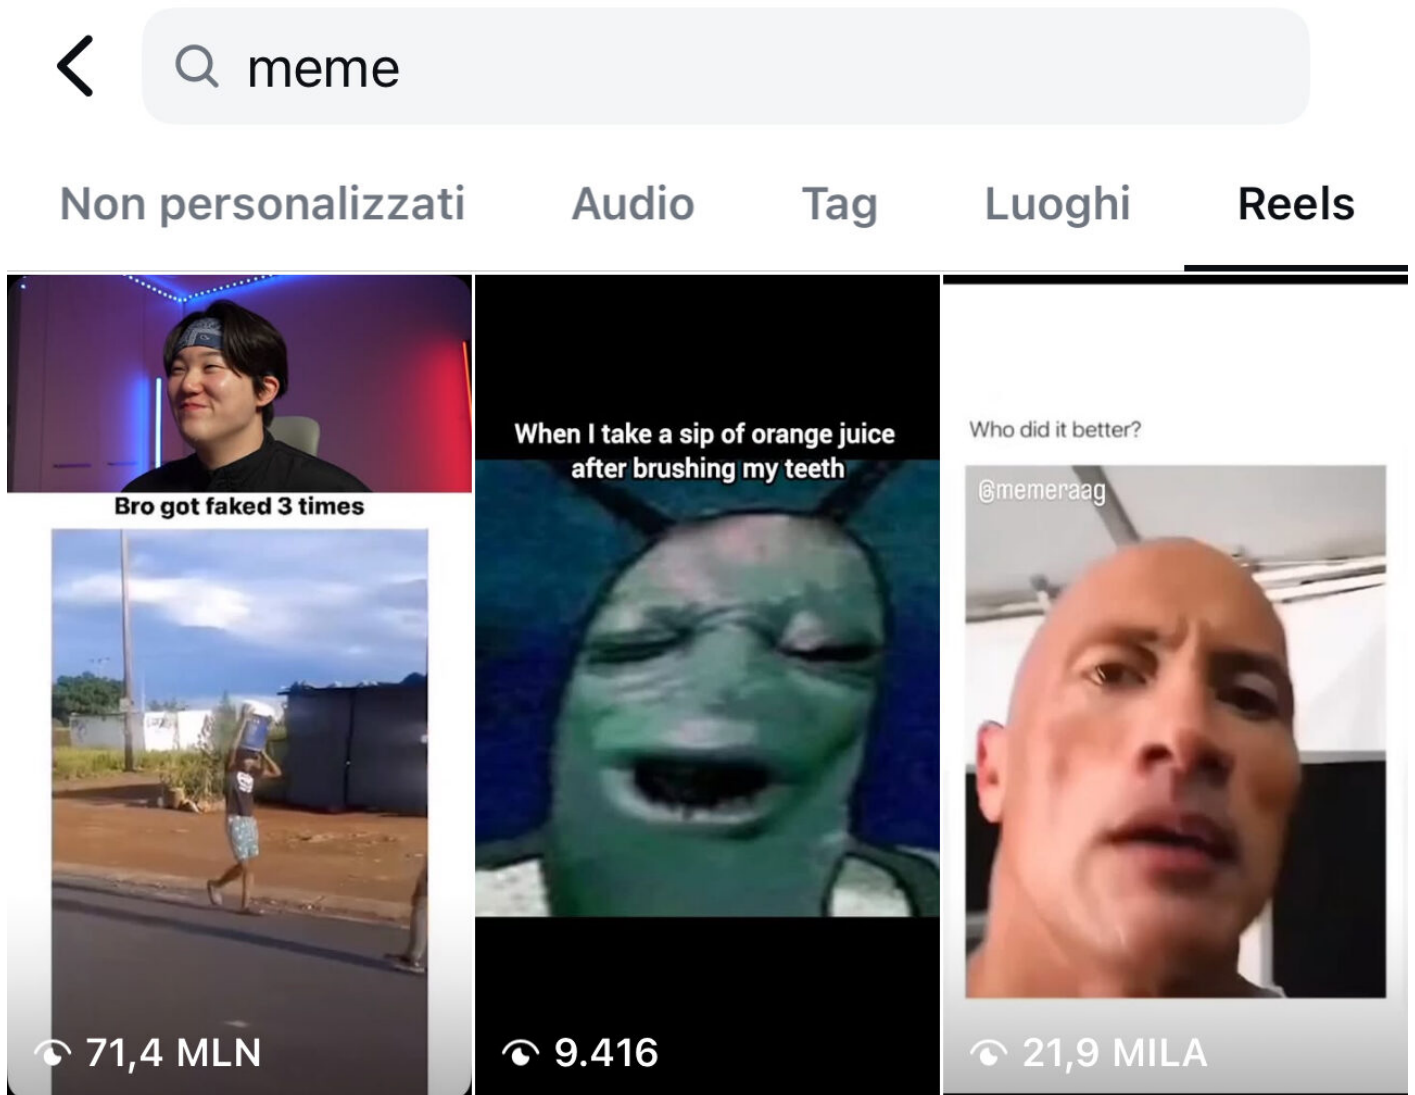 meme
Non personalizzati
Audio
Tag
Luoghi
Reels
Bro got faked 3 times
71,4 MLN
When I take a sip of orange juice
after brushing my teeth
9.416
Who did it better?
@memeraag
21,9 MILA